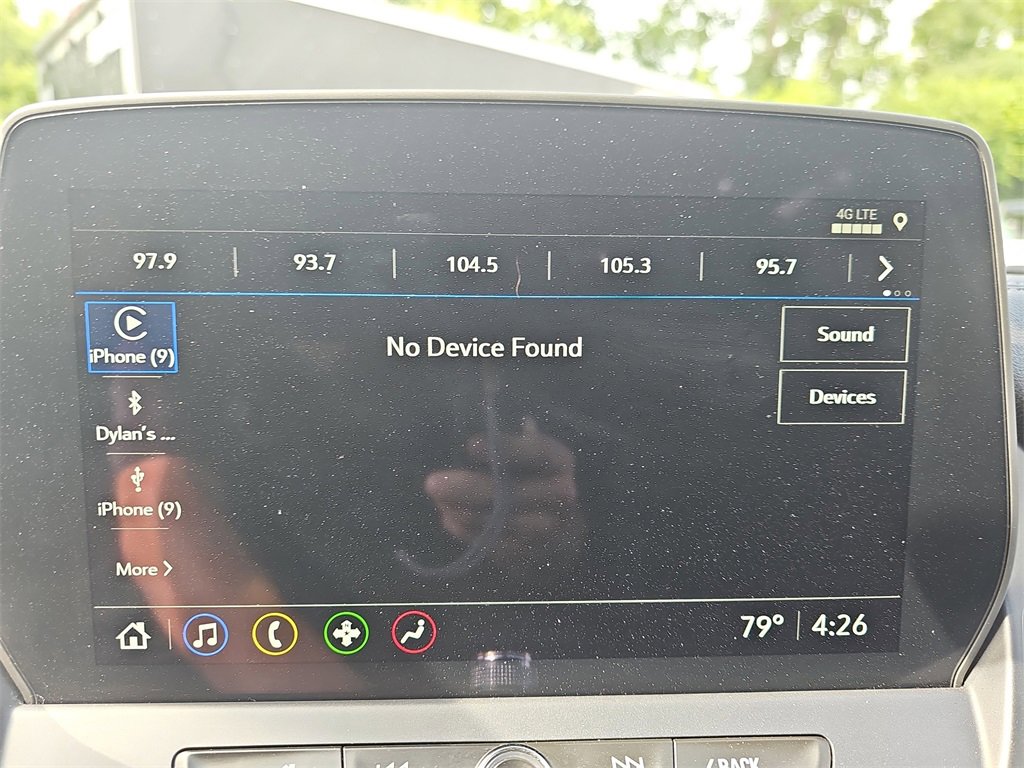 4G LTE
97.9 93.7 104.5 105.3 95.7
iPhone (9)
No Device Found
Sound
Devices
Dylan's ...
iPhone (9)
More
79° 4:26
BACK